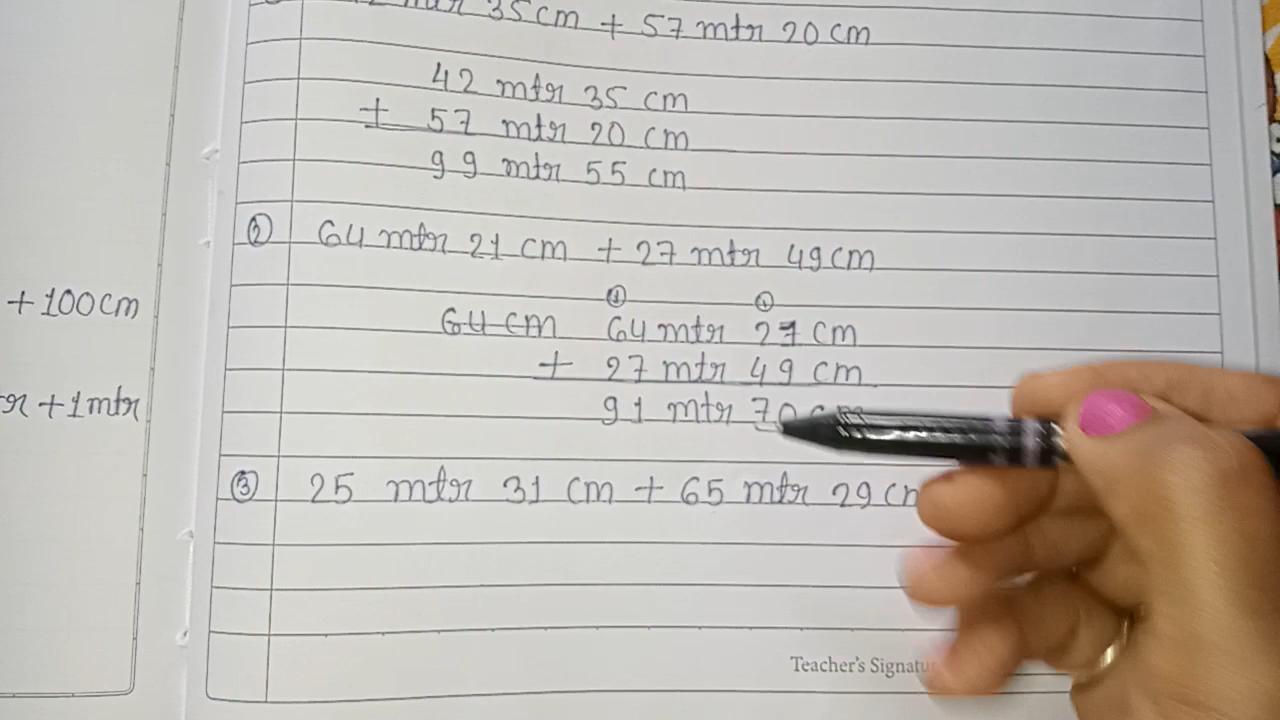 35 cm + 57 mtr 20 cm
42 mtr 35 cm
+ 57 mtr 20 cm
99 mtr 55 cm
② 64 mtr 21 cm + 27 mtr 49 cm
① ①
64 cm 64 mtr 21 cm
+ 27 mtr 49 cm
91 mtr 70 cm
③ 25 mtr 31 cm + 65 mtr 29
+ 100 cm
+ 1 mtr
Teacher's